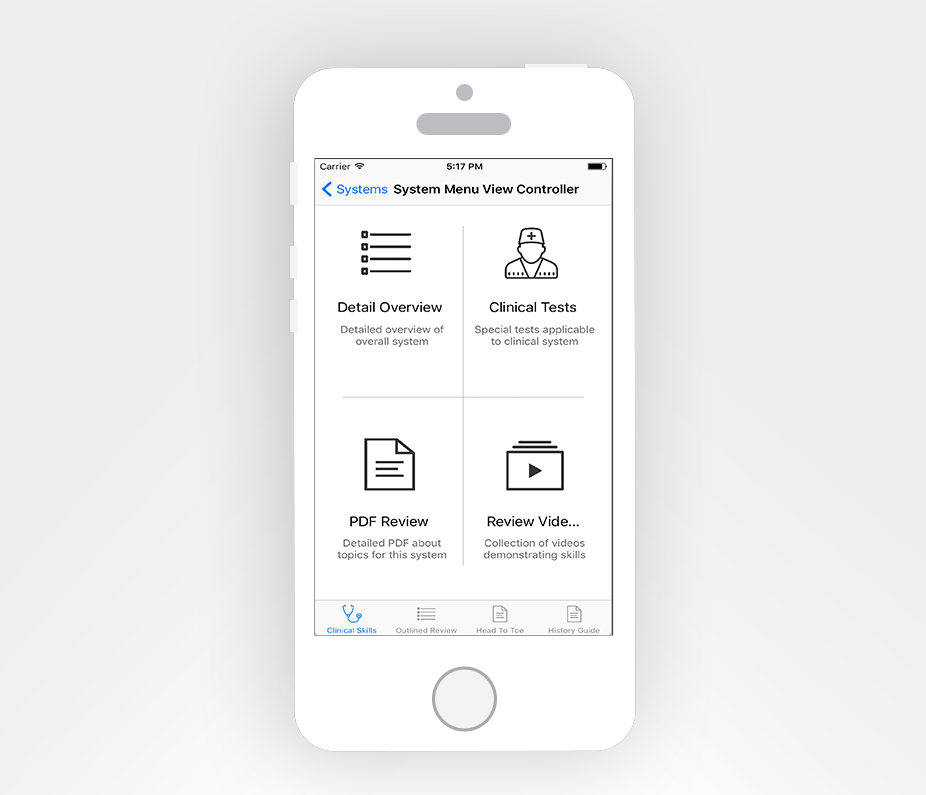 Carrier 5:17 PM
Systems System Menu View Controller
Detail Overview
Detailed overview of
overall system
Clinical Tests
Special tests applicable
to clinical system
PDF Review
Detailed PDF about
topics for this system
Review Vide...
Collection of videos
demonstrating skills
Clinical Skills Outlined Review Head To Toe History Guide